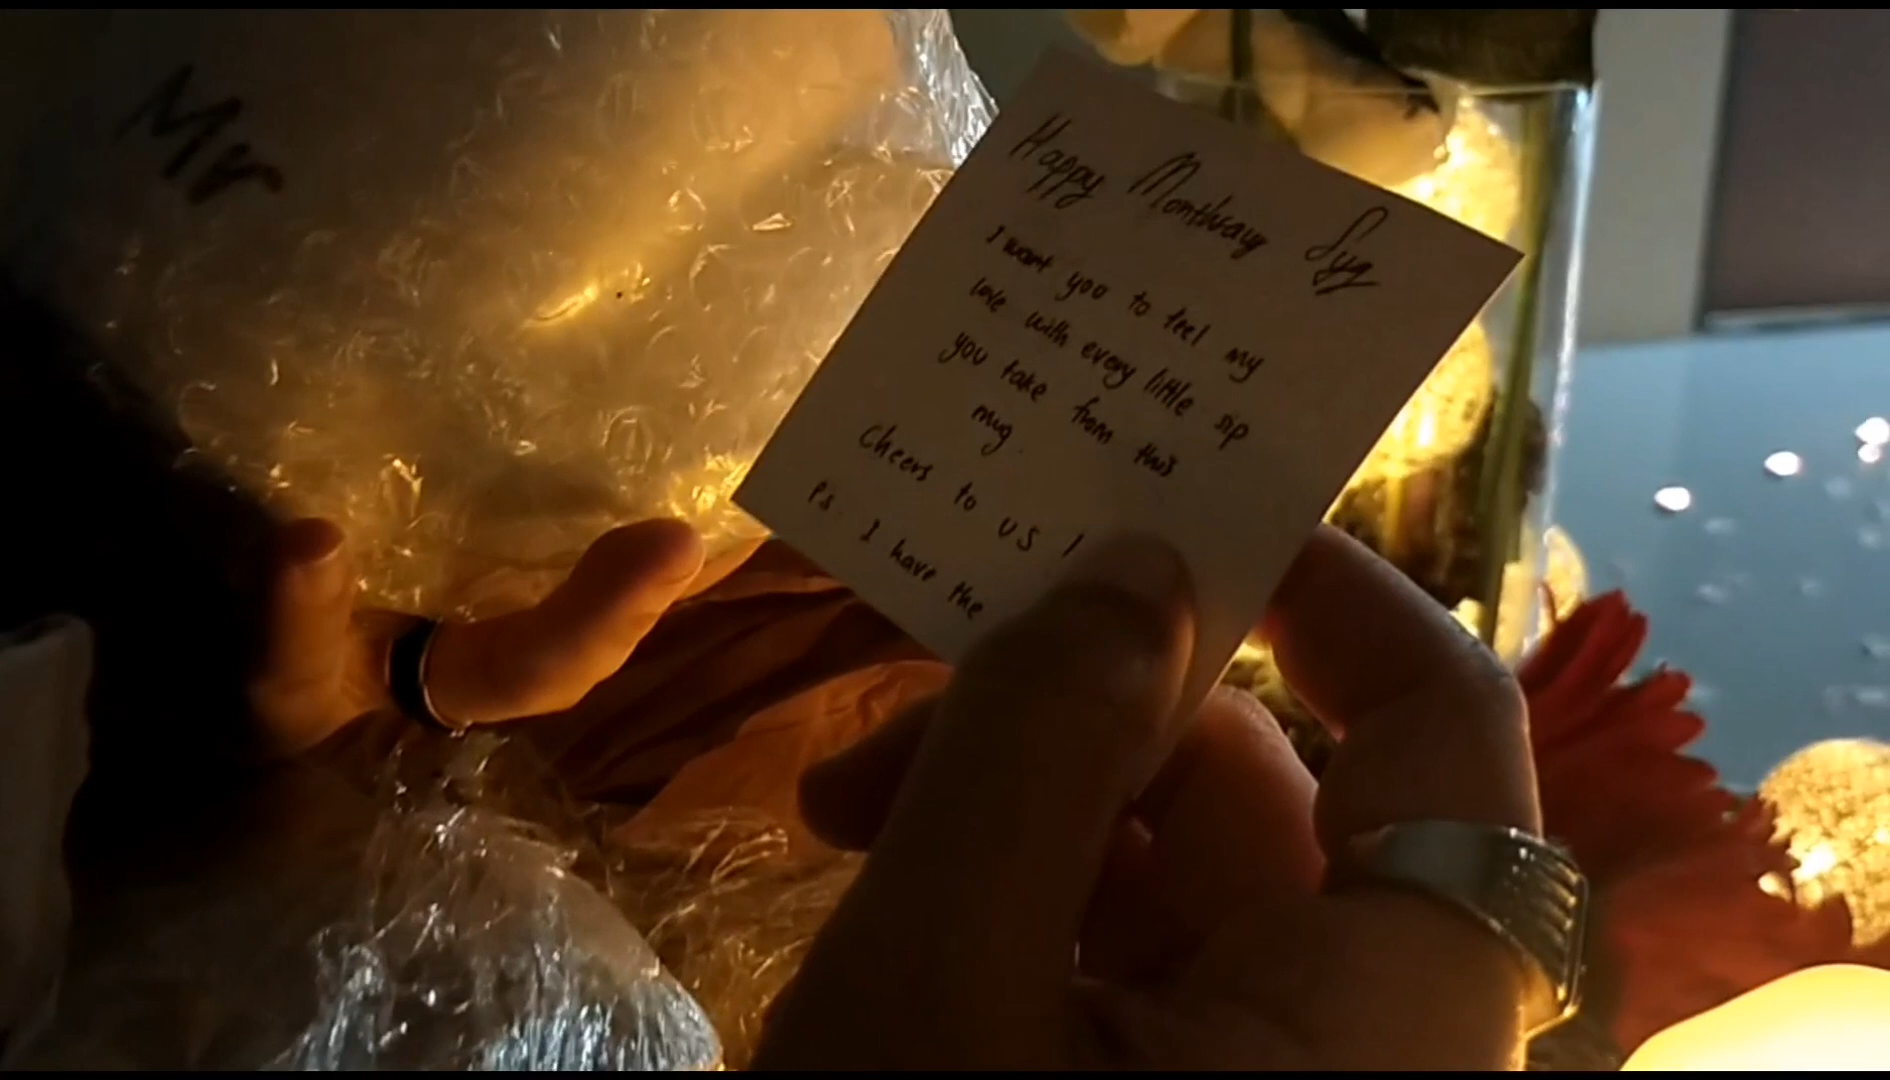 Mr
Happy Monthsary Syg
I want you to feel my
love with every little sip
you take from this
mug.
Cheers to us!
Ps. I have the